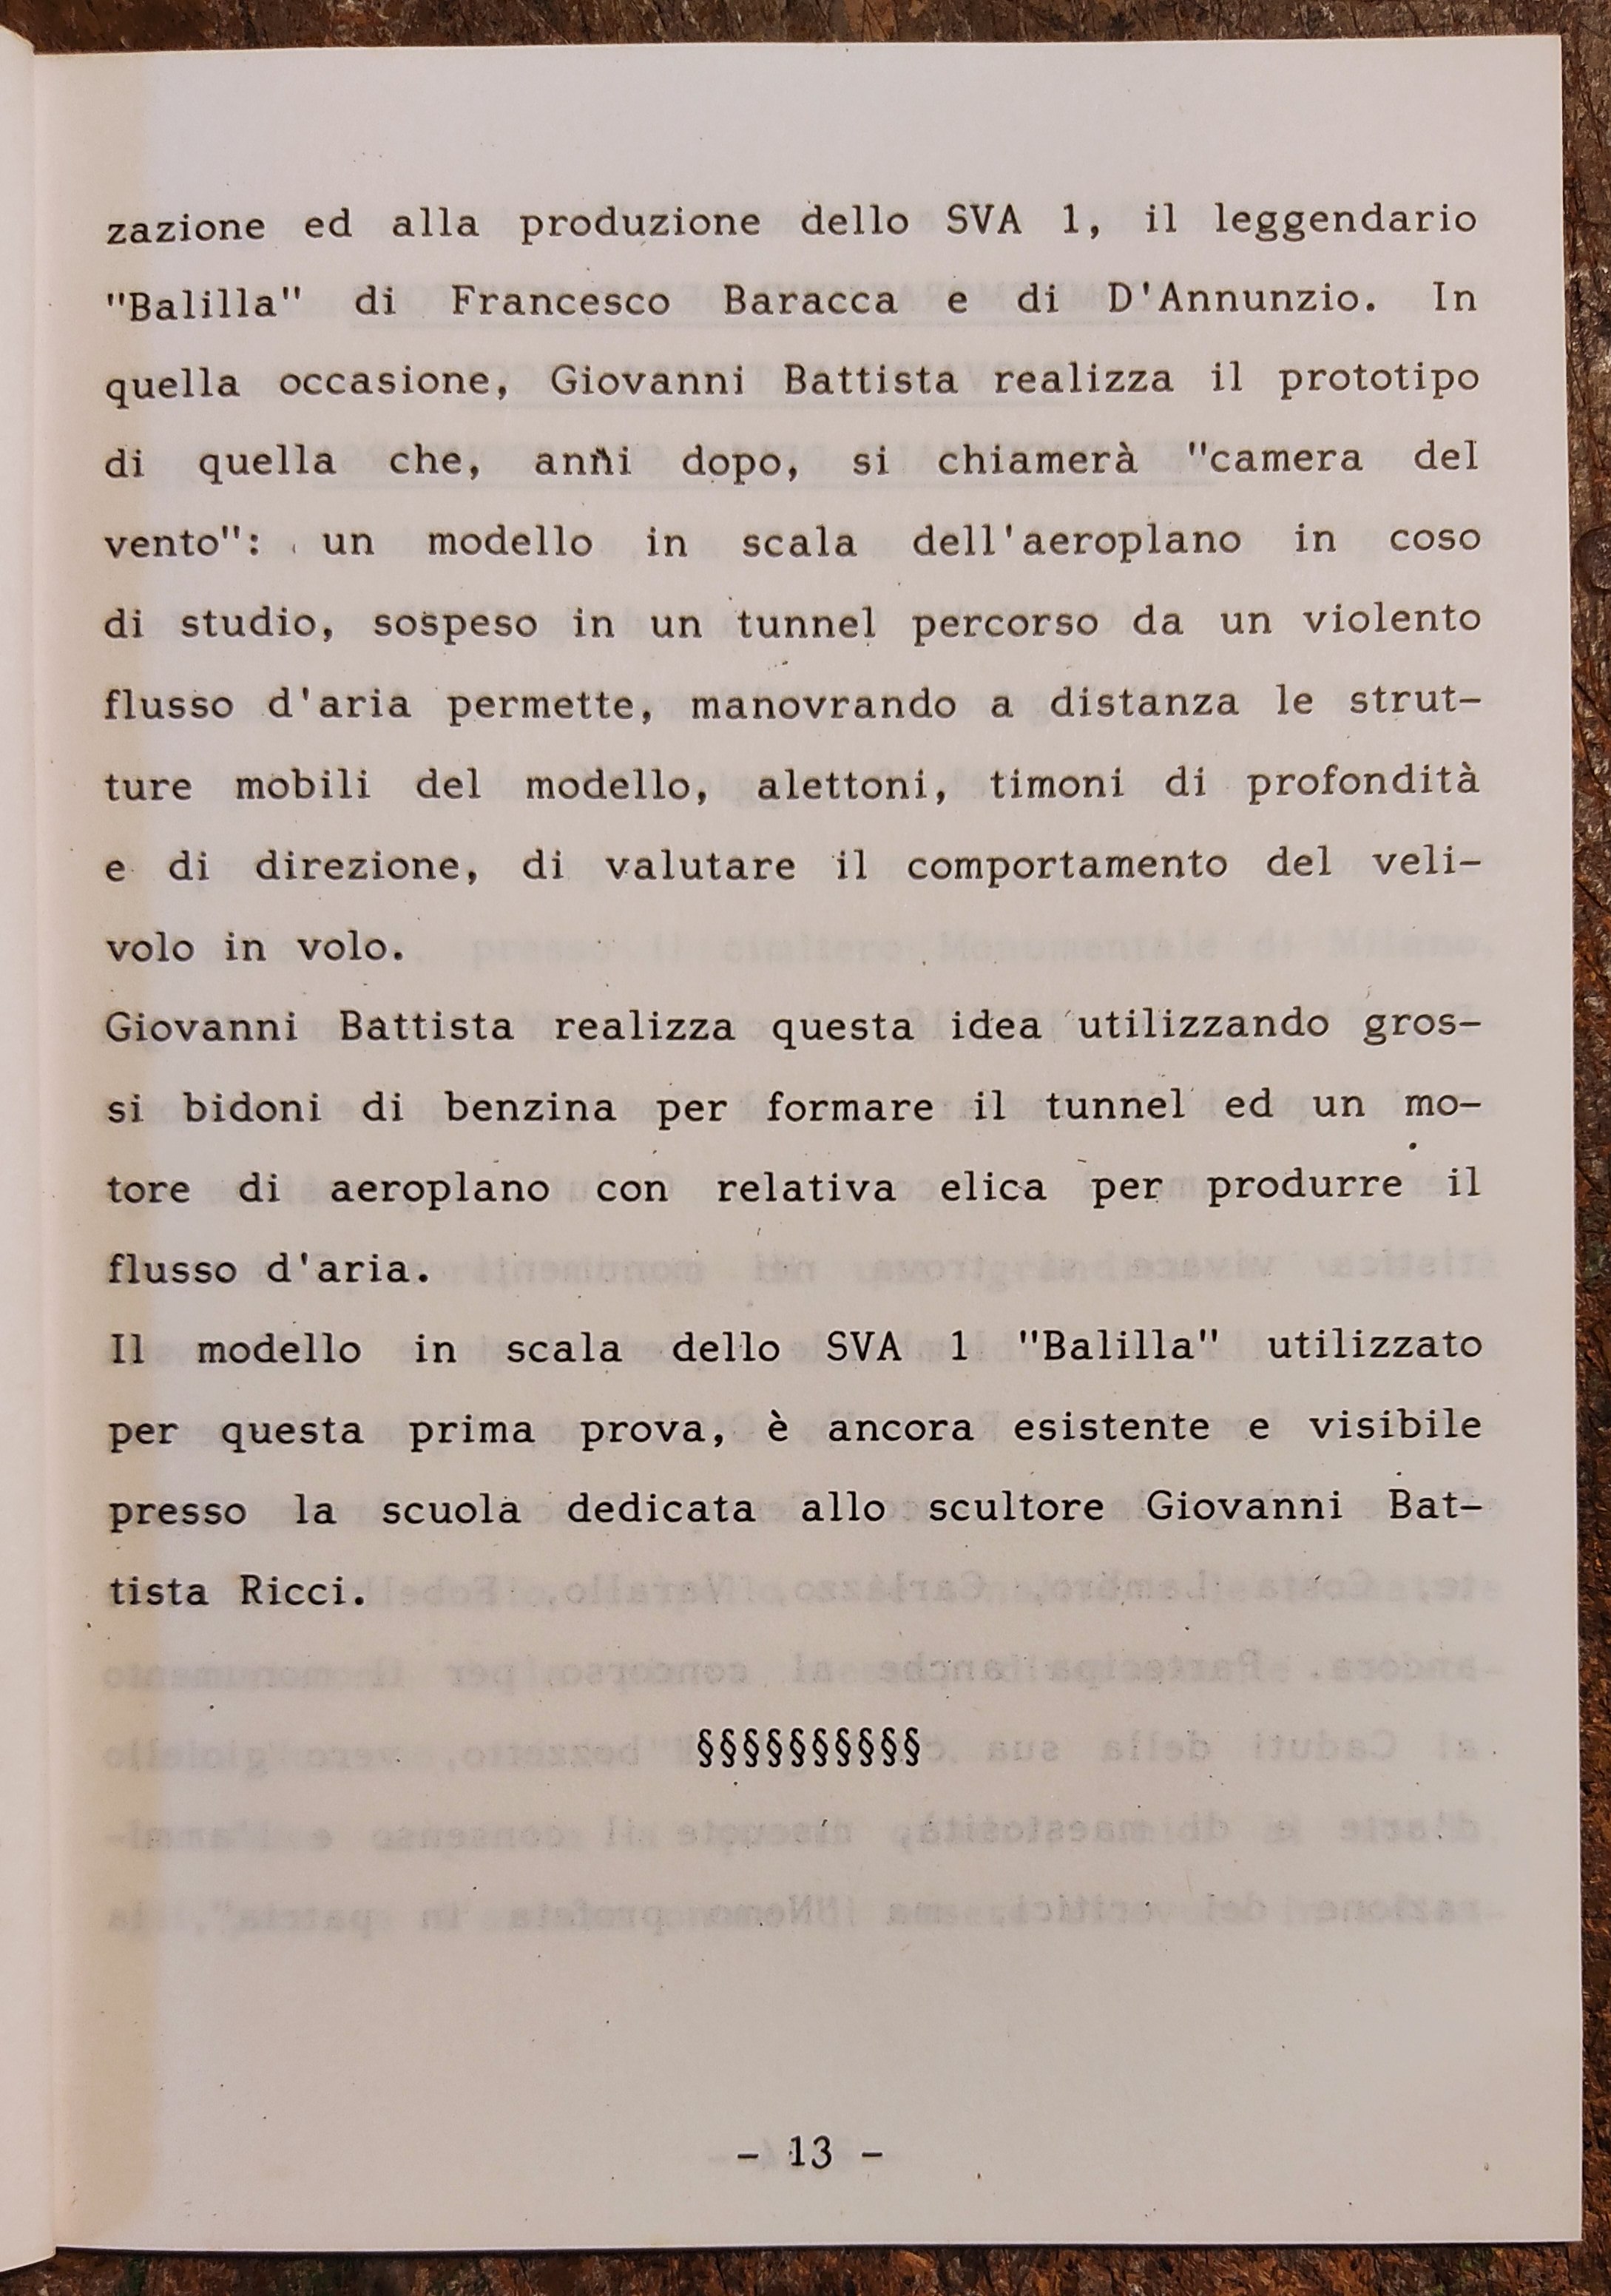 zazione ed alla produzione dello SVA 1, il leggendario
"Balilla" di Francesco Baracca e di D'Annunzio. In
quella occasione, Giovanni Battista realizza il prototipo
di quella che, anni dopo, si chiamerà "camera del
vento": un modello in scala dell'aeroplano in coso
di studio, sospeso in un tunnel percorso da un violento
flusso d'aria permette, manovrando a distanza le strut-
ture mobili del modello, alettoni, timoni di profondità
e di direzione, di valutare il comportamento del veli-
volo in volo.
Giovanni Battista realizza questa idea utilizzando gros-
si bidoni di benzina per formare il tunnel ed un mo-
tore di aeroplano con relativa elica per produrre il
flusso d'aria.
Il modello in scala dello SVA 1 "Balilla" utilizzato
per questa prima prova, è ancora esistente e visibile
presso la scuola dedicata allo scultore Giovanni Bat-
tista Ricci.
§§§§§§§§§§
- 13 -